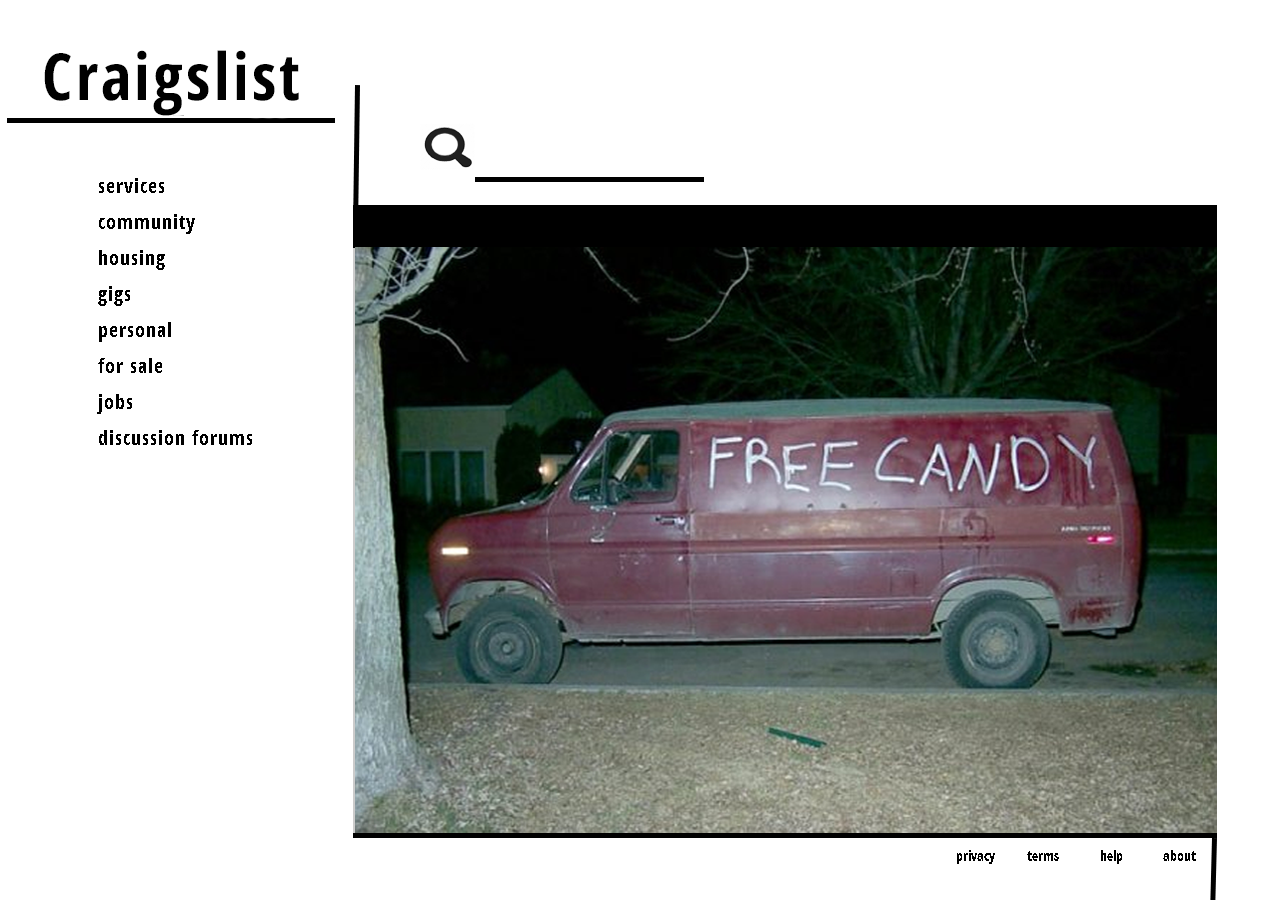 Craigslist
services
community
housing
gigs
personal
for sale
jobs
discussion forums
FREE CANDY
privacy terms help about